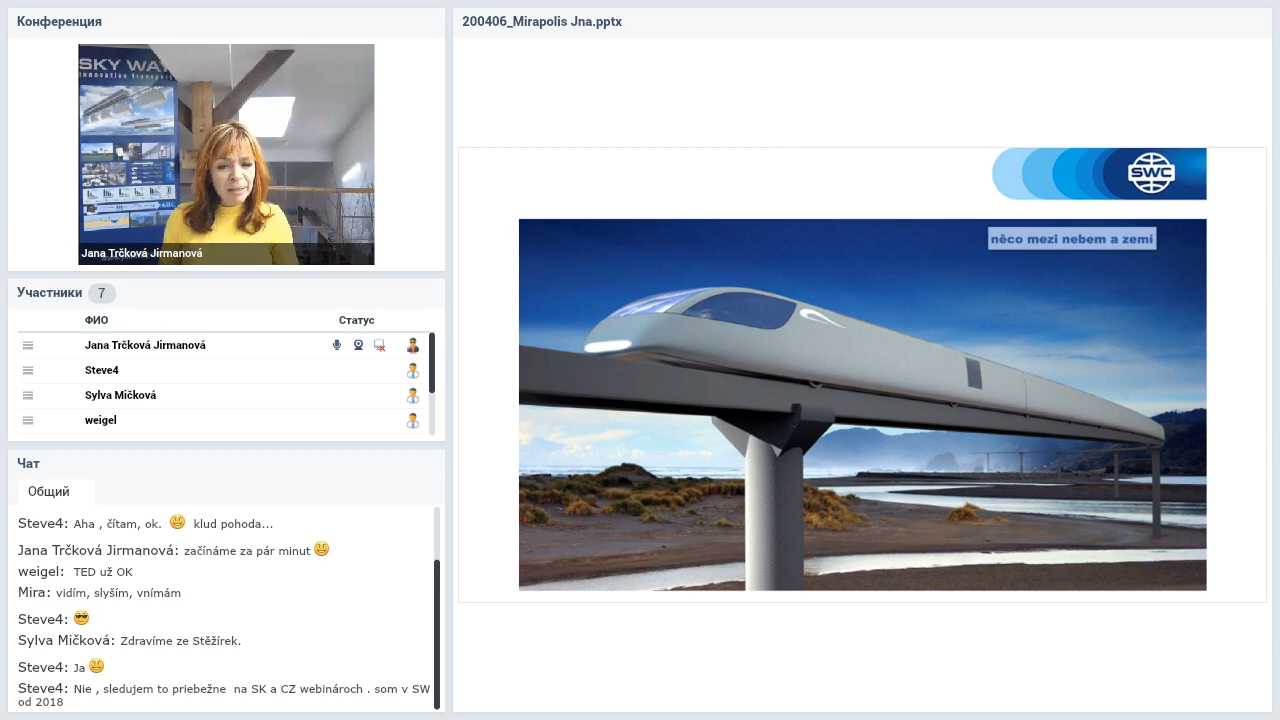 Конференция
SKY WAY
Innovative Transport
Jana Trčková Jirmanová
Участники 7
ФИО Статус
Jana Trčková Jirmanová
Steve4
Sylva Mičková
weigel
Чат
Общий
Steve4: Aha , čítam, ok. klud pohoda...
Jana Trčková Jirmanová: začínáme za pár minut
weigel: TED už OK
Mira: vidím, slyším, vnímám
Steve4:
Sylva Mičková: Zdravíme ze Stěžírek.
Steve4: Ja
Steve4: Nie , sledujem to priebežne na SK a CZ webinároch . som v SW
od 2018
200406_Mirapolis Jna.pptx
SWC
něco mezi nebem a zemí